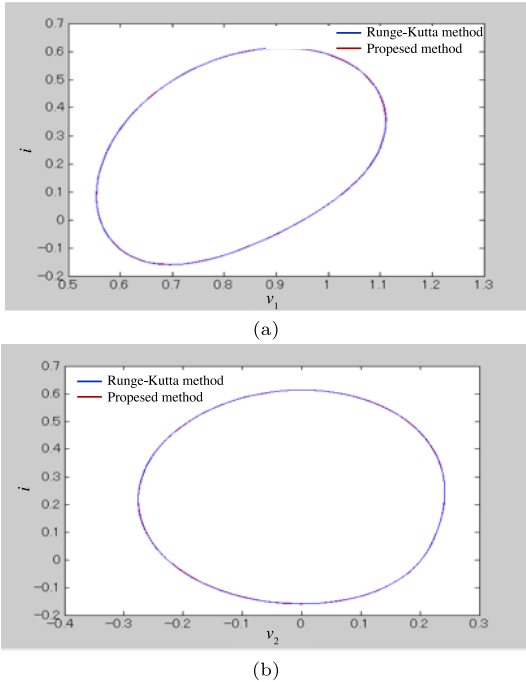 0.7
Runge-Kutta method
Propesed method
0.6
0.5
0.4
0.3
i
0.2
0.1
0
−0.1
−0.2
0.5 0.6 0.7 0.8 0.9 1 1.1 1.2 1.3
v1
(a)
0.7
Runge-Kutta method
Propesed method
0.6
0.5
0.4
0.3
i
0.2
0.1
0
−0.1
−0.2
−0.4 −0.3 −0.2 −0.1 0 0.1 0.2 0.3
v2
(b)